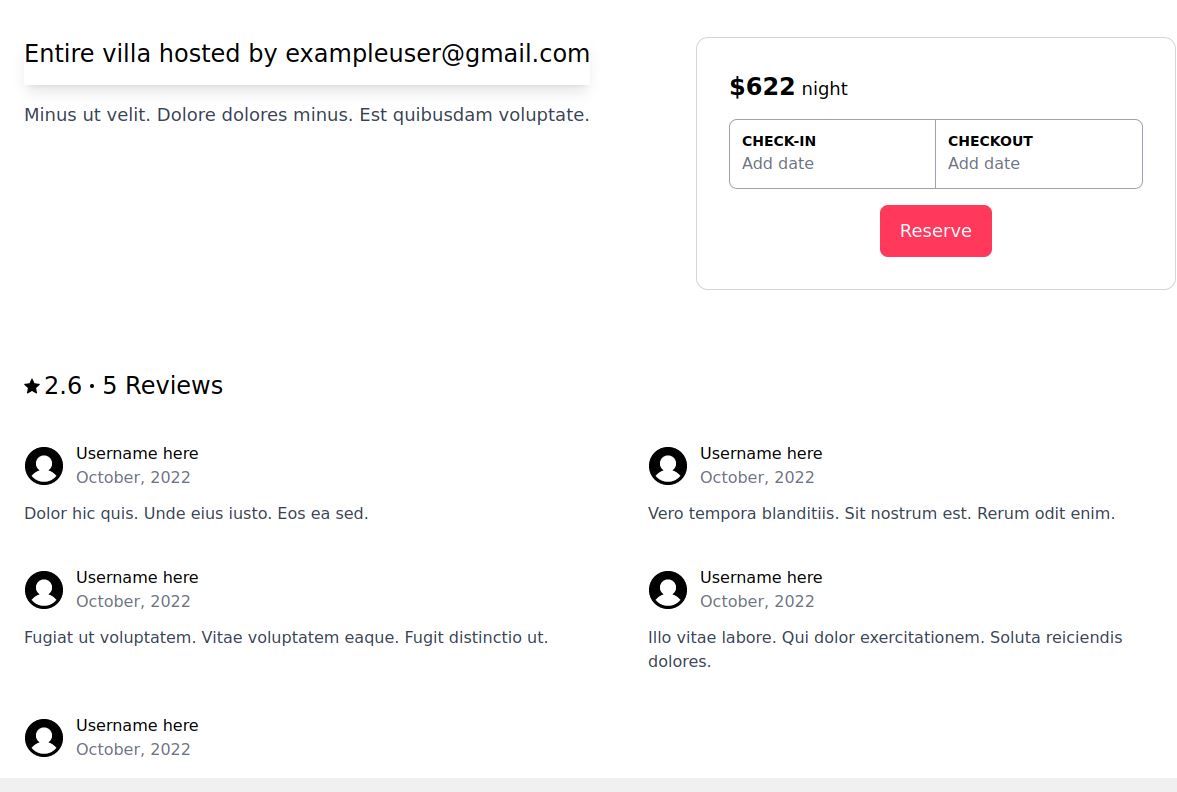 Entire villa hosted by exampleuser@gmail.com
Minus ut velit. Dolore dolores minus. Est quibusdam voluptate.
$622 night
CHECK-IN
Add date
CHECKOUT
Add date
Reserve
2.6 · 5 Reviews
Username here
October, 2022
Dolor hic quis. Unde eius iusto. Eos ea sed.
Username here
October, 2022
Vero tempora blanditiis. Sit nostrum est. Rerum odit enim.
Username here
October, 2022
Fugiat ut voluptatem. Vitae voluptatem eaque. Fugit distinctio ut.
Username here
October, 2022
Illo vitae labore. Qui dolor exercitationem. Soluta reiciendis
dolores.
Username here
October, 2022